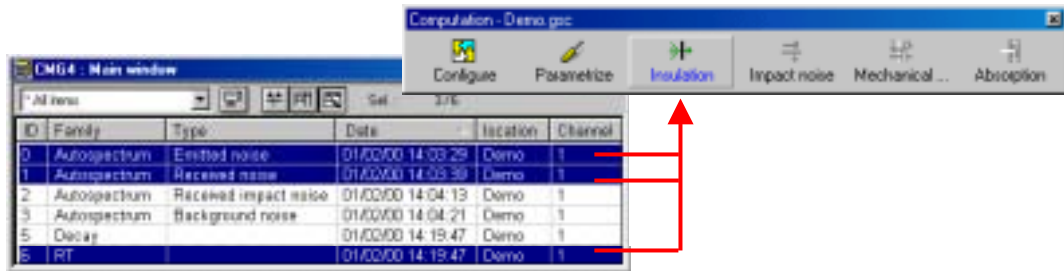 Computation - Demo.gsc
Configure Parametrize Insulation Impact noise Mechanical ... Absoption
CMG4 : Main window
* All items Sel. 3/6
ID Family Type Date location Channel
0 Autospectrum Emitted noise 01/02/00 14:03:29 Demo 1
1 Autospectrum Received noise 01/02/00 14:03:39 Demo 1
2 Autospectrum Received impact noise 01/02/00 14:04:13 Demo 1
3 Autospectrum Background noise 01/02/00 14:04:21 Demo 1
5 Decay 01/02/00 14:19:47 Demo 1
6 RT 01/02/00 14:19:47 Demo 1